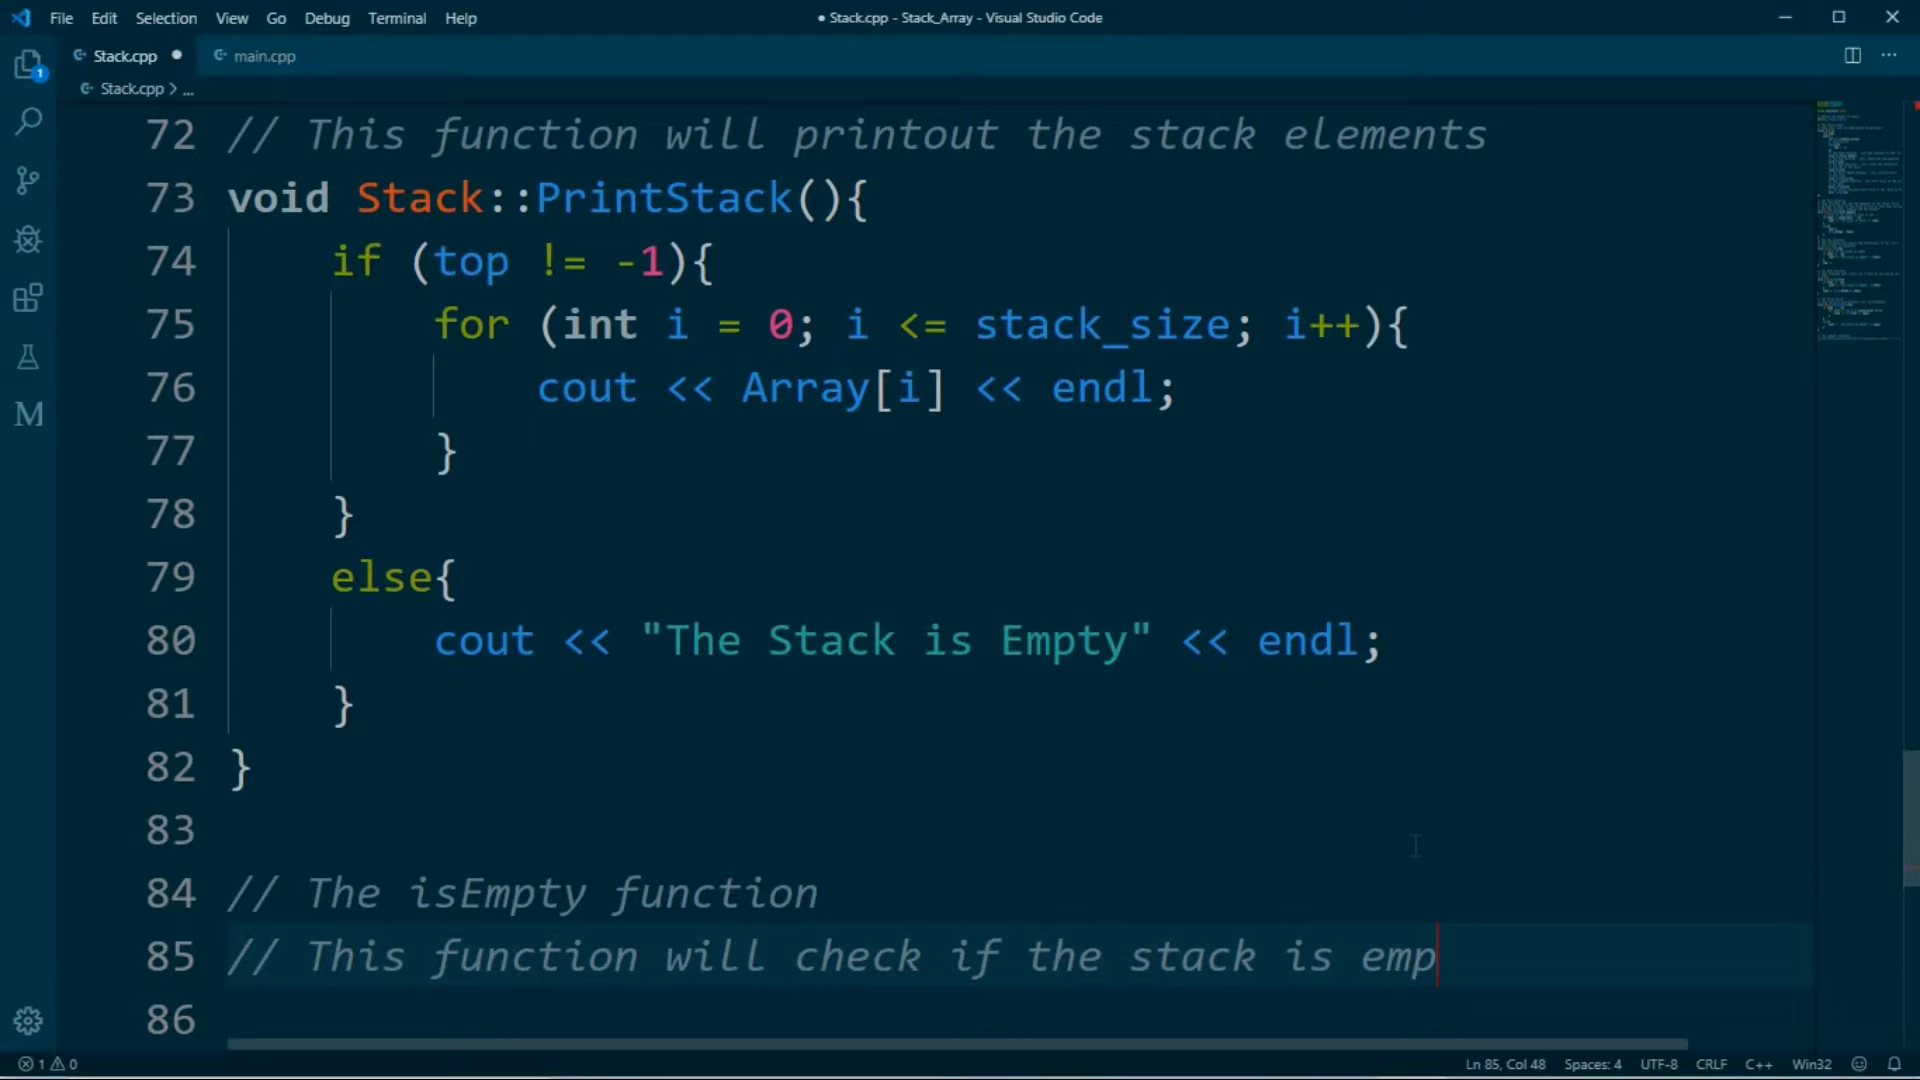 File Edit Selection View Go Debug Terminal Help
● Stack.cpp - Stack_Array - Visual Studio Code
Stack.cpp ● main.cpp
Stack.cpp > ...
1
72 // This function will printout the stack elements
73 void Stack::PrintStack(){
74 if (top != -1){
75 for (int i = 0; i <= stack_size; i++){
76 cout << Array[i] << endl;
77 }
78 }
79 else{
80 cout << "The Stack is Empty" << endl;
81 }
82 }
83
84 // The isEmpty function
85 // This function will check if the stack is emp
86
M
1 0
Ln 85, Col 48 Spaces: 4 UTF-8 CRLF C++ Win32